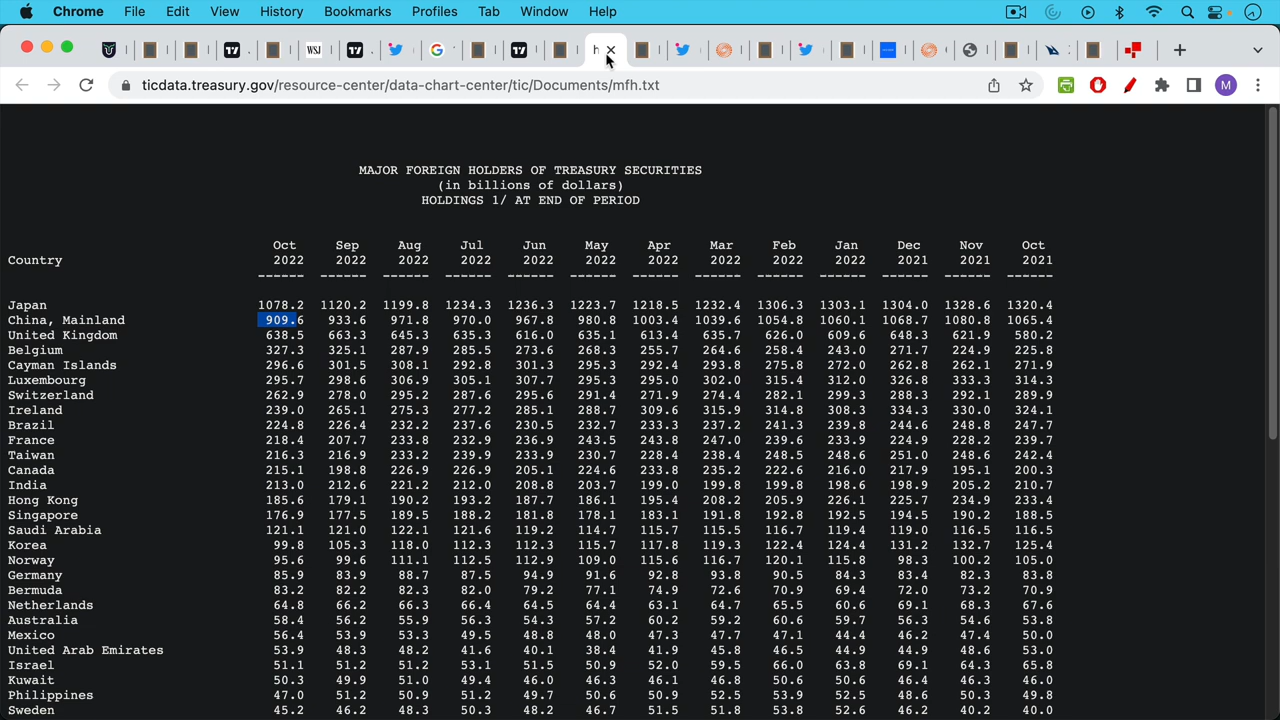 Chrome File Edit View History Bookmarks Profiles Tab Window Help
WSJ
ticdata.treasury.gov/resource-center/data-chart-center/tic/Documents/mfh.txt M
MAJOR FOREIGN HOLDERS OF TREASURY SECURITIES
(in billions of dollars)
HOLDINGS 1/ AT END OF PERIOD
Oct Sep Aug Jul Jun May Apr Mar Feb Jan Dec Nov Oct
Country 2022 2022 2022 2022 2022 2022 2022 2022 2022 2022 2021 2021 2021
------ ------ ------ ------ ------ ------ ------ ------ ------ ------ ------ ------ ------
Japan 1078.2 1120.2 1199.8 1234.3 1236.3 1223.7 1218.5 1232.4 1306.3 1303.1 1304.0 1328.6 1320.4
China, Mainland 909.6 933.6 971.8 970.0 967.8 980.8 1003.4 1039.6 1054.8 1060.1 1068.7 1080.8 1065.4
United Kingdom 638.5 663.3 645.3 635.3 616.0 635.1 613.4 635.7 626.0 609.6 648.3 621.9 580.2
Belgium 327.3 325.1 287.9 285.5 273.6 268.3 255.7 264.6 258.4 243.0 271.7 224.9 225.8
Cayman Islands 296.6 301.5 308.1 292.8 301.3 295.3 292.4 293.8 275.8 272.0 262.8 262.1 271.9
Luxembourg 295.7 298.6 306.9 305.1 307.7 295.3 295.0 302.0 315.4 312.0 326.8 333.3 314.3
Switzerland 262.9 278.0 295.2 287.6 295.6 291.4 271.9 274.4 282.1 299.3 288.3 292.1 289.9
Ireland 239.0 265.1 275.3 277.2 285.1 288.7 309.6 315.9 314.8 308.3 334.3 330.0 324.1
Brazil 224.8 226.4 232.2 237.6 230.5 232.7 233.3 237.2 241.3 239.8 244.6 248.8 247.7
France 218.4 207.7 233.8 232.9 236.9 243.5 243.8 247.0 239.6 233.9 224.9 228.2 239.7
Taiwan 216.3 216.9 233.2 239.9 233.9 230.7 228.4 238.4 248.5 248.6 251.0 248.6 242.4
Canada 215.1 198.8 226.9 226.9 205.1 224.6 233.8 235.2 222.6 216.0 217.9 195.1 200.3
India 213.0 212.6 221.2 212.0 208.8 203.7 199.0 199.8 199.8 198.6 198.9 205.2 210.7
Hong Kong 185.6 179.1 190.2 193.2 187.7 186.1 195.4 208.2 205.9 226.1 225.7 234.9 233.4
Singapore 176.9 177.5 189.5 188.2 181.8 178.1 183.1 191.8 192.8 192.5 194.5 190.2 188.5
Saudi Arabia 121.1 121.0 122.1 121.6 119.2 114.7 115.7 115.5 116.7 119.4 119.0 116.5 116.5
Korea 99.8 105.3 118.0 112.3 112.3 115.7 117.8 119.3 122.4 124.4 131.2 132.7 125.4
Norway 95.6 99.6 111.1 112.5 112.9 109.0 115.6 116.7 120.1 115.8 98.3 100.2 105.0
Germany 85.9 83.9 88.7 87.5 94.9 91.6 92.8 93.8 90.5 84.3 83.4 82.3 83.8
Bermuda 83.2 82.2 82.3 82.0 79.2 77.1 74.9 72.6 70.9 69.4 72.0 73.2 70.9
Netherlands 64.8 66.2 66.3 66.4 64.5 64.4 63.1 64.7 65.5 60.6 69.1 68.3 67.6
Australia 58.4 56.2 55.9 56.3 54.3 57.2 60.2 59.2 60.6 59.7 56.3 54.6 53.8
Mexico 56.4 53.9 53.3 49.5 48.8 48.0 47.3 47.7 47.1 44.4 46.2 47.4 50.0
United Arab Emirates 53.9 48.3 48.2 41.6 40.1 38.4 41.9 45.8 46.5 44.9 44.9 48.6 53.0
Israel 51.1 51.2 51.2 53.1 51.5 50.9 52.0 59.5 66.0 63.8 69.1 64.3 65.8
Kuwait 50.3 49.9 51.0 49.4 46.0 46.3 46.1 46.8 50.6 50.6 46.4 46.3 46.0
Philippines 47.0 51.2 50.9 51.2 49.7 50.6 50.9 52.5 53.9 52.5 48.6 50.3 49.8
Sweden 45.2 46.2 48.3 50.3 48.2 46.7 51.5 51.8 53.8 52.6 46.2 40.2 40.0